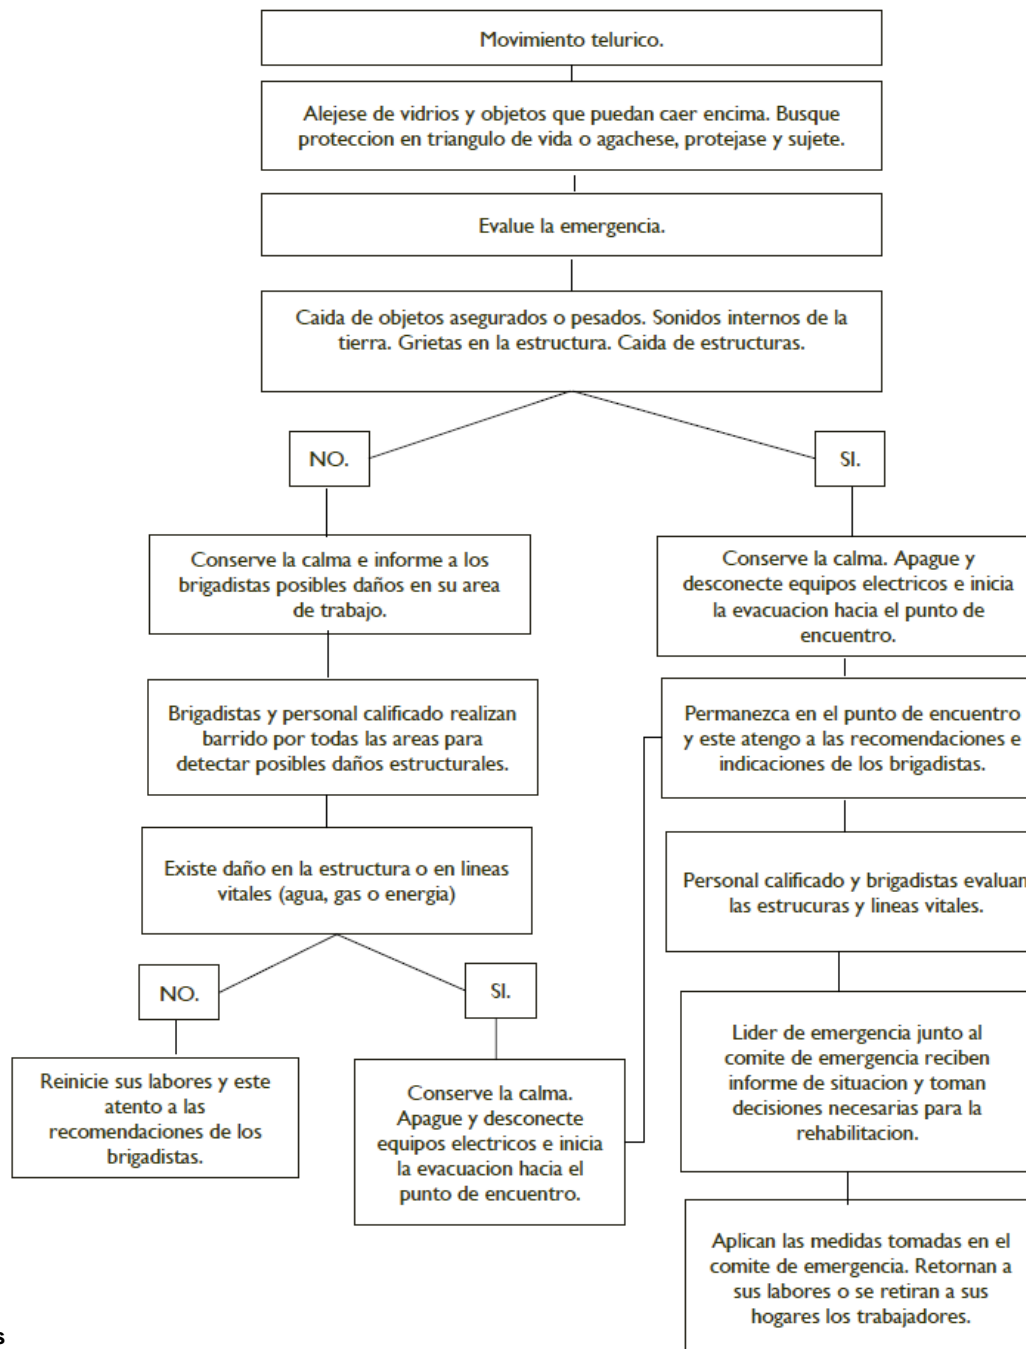 Movimiento telurico.
Alejese de vidrios y objetos que puedan caer encima. Busque
proteccion en triangulo de vida o agachese, protejase y sujete.
Evalue la emergencia.
Caida de objetos asegurados o pesados. Sonidos internos de la
tierra. Grietas en la estructura. Caida de estructuras.
NO.
SI.
Conserve la calma e informe a los
brigadistas posibles daños en su area
de trabajo.
Conserve la calma. Apague y
desconecte equipos electricos e inicia
la evacuacion hacia el punto de
encuentro.
Brigadistas y personal calificado realizan
barrido por todas las areas para
detectar posibles daños estructurales.
Permanezca en el punto de encuentro
y este atengo a las recomendaciones e
indicaciones de los brigadistas.
Existe daño en la estructura o en lineas
vitales (agua, gas o energia)
Personal calificado y brigadistas evaluan
las estrucuras y lineas vitales.
NO.
SI.
Reinicie sus labores y este
atento a las
recomendaciones de los
brigadistas.
Conserve la calma.
Apague y desconecte
equipos electricos e inicia
la evacuacion hacia el
punto de encuentro.
Lider de emergencia junto al
comite de emergencia reciben
informe de situacion y toman
decisiones necesarias para la
rehabilitacion.
Aplican las medidas tomadas en el
comite de emergencia. Retornan a
sus labores o se retiran a sus
hogares los trabajadores.
s